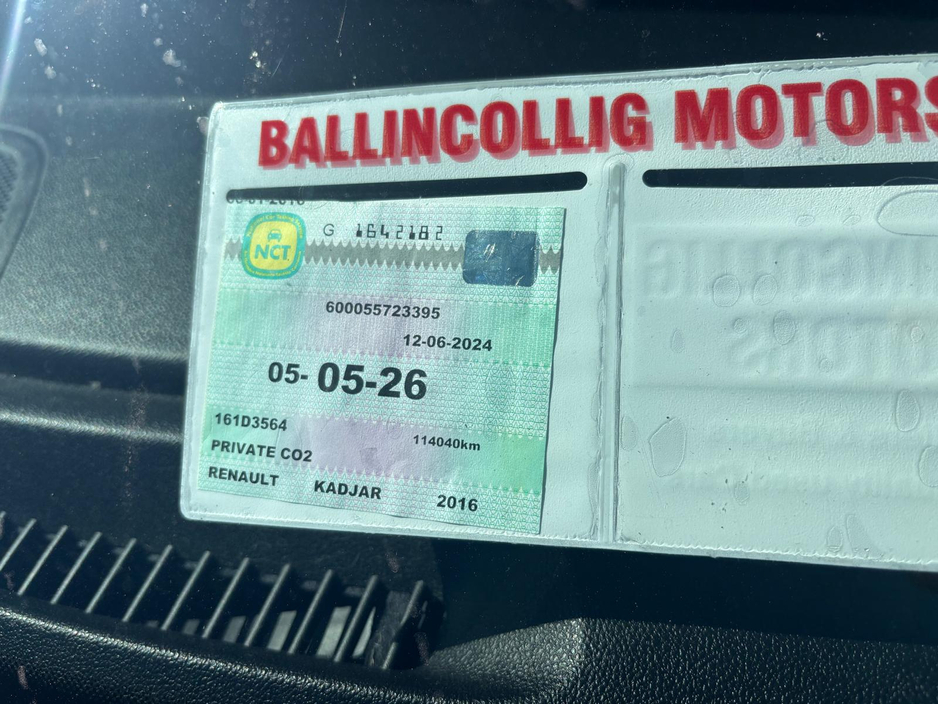 BALLINCOLLIG MOTORS
NCT
G 1642182
600055723395
12-06-2024
05-05-26
161D3564
114040km
PRIVATE CO2
RENAULT KADJAR 2016